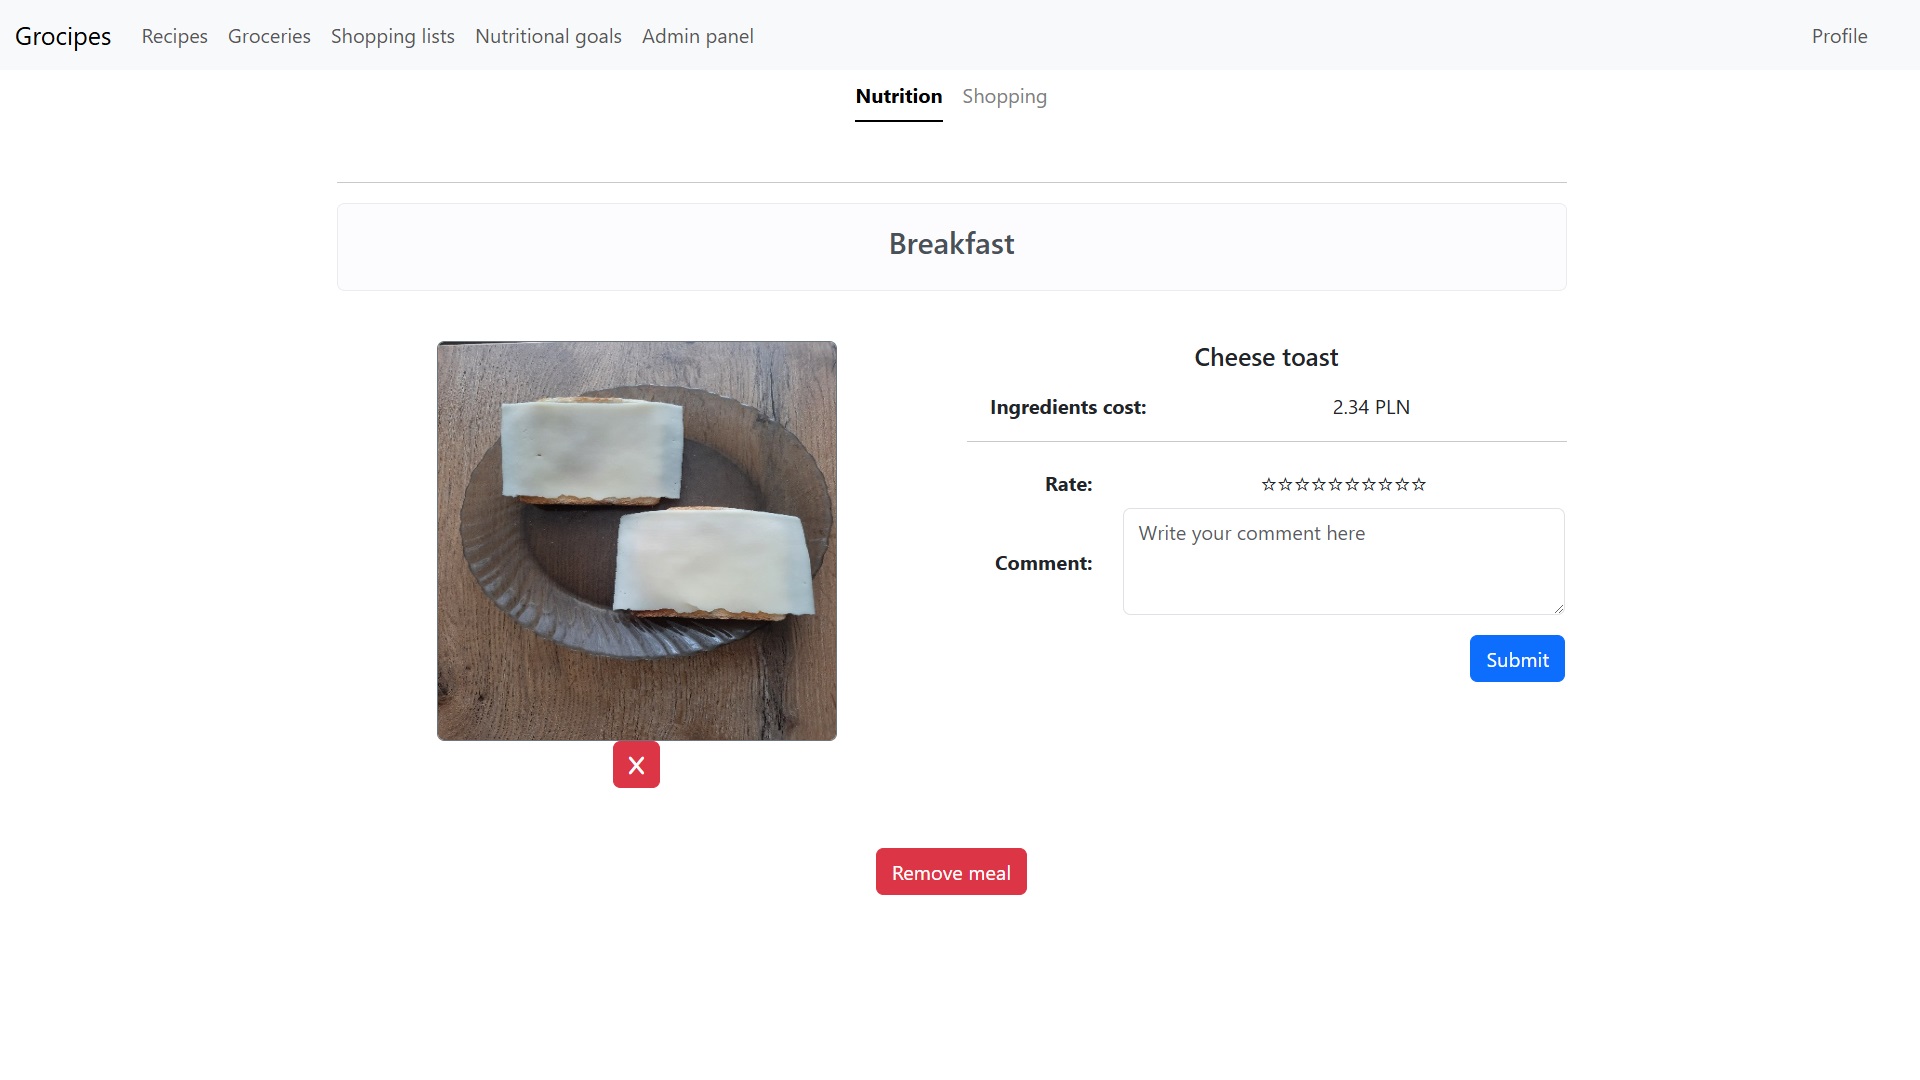 Grocipes Recipes Groceries Shopping lists Nutritional goals Admin panel Profile
Nutrition Shopping
Breakfast
Cheese toast
Ingredients cost: 2.34 PLN
Rate: ☆☆☆☆☆☆☆☆☆☆
Write your comment here
Comment:
Submit
X
Remove meal